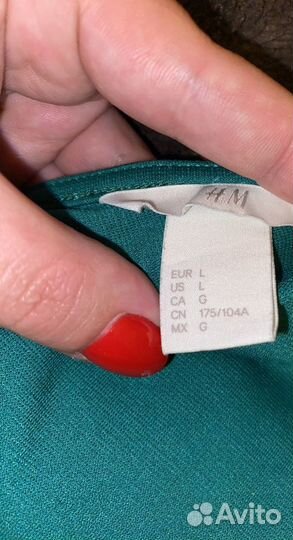 H&M
EUR L
US L
CA G
CN 175/104A
MX G
Avito